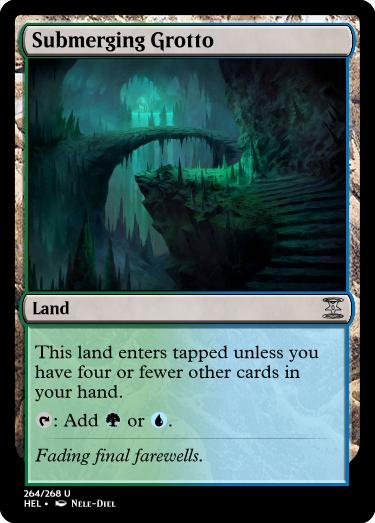 Submerging Grotto
Land
This land enters tapped unless you
have four or fewer other cards in
your hand.
: Add or .
Fading final farewells.
264/268 U
HEL • Nele-Diel